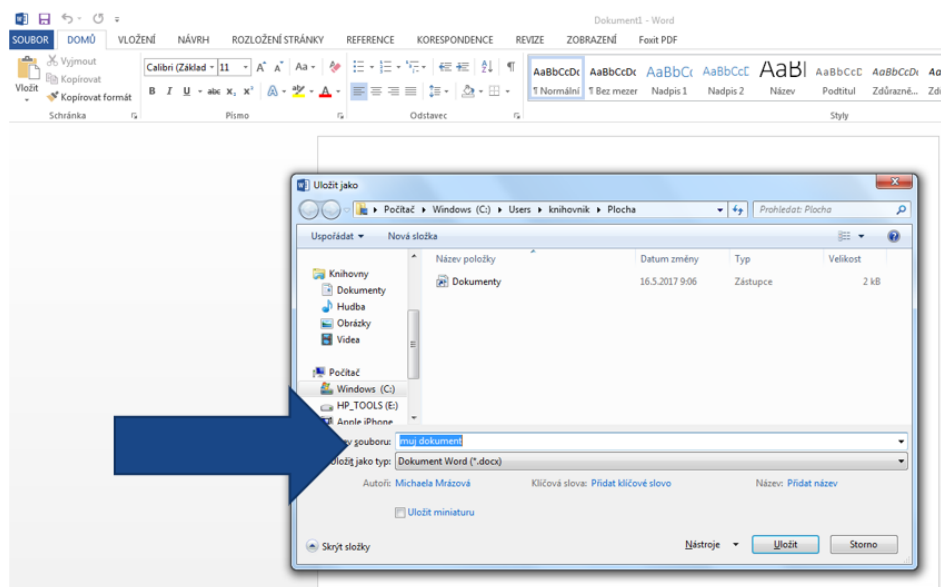 Dokument1 - Word
SOUBOR DOMŮ VLOŽENÍ NÁVRH ROZLOŽENÍ STRÁNKY REFERENCE KORESPONDENCE REVIZE ZOBRAZENÍ Foxit PDF
Vložit
Vyjmout
Kopírovat
Kopírovat formát
Schránka
Calibri (Základ 11
Písmo
Odstavec
AaBbCcDc AaBbCcDc AaBbCc AaBbCcC AaBl AaBbCcC AaBbCcDc
¶ Normální ¶ Bez mezer Nadpis 1 Nadpis 2 Název Podtitul Zdůrazně...
Styly
Uložit jako
Počítač Windows (C:) Users knihovnik Plocha
Prohledat: Plocha
Uspořádat Nová složka
Název položky Datum změny Typ Velikost
Dokumenty 16.5.2017 9:06 Zástupce 2 kB
Knihovny
Dokumenty
Hudba
Obrázky
Videa
Počítač
Windows (C:)
HP_TOOLS (E:)
Apple iPhone
souboru: muj dokument
Uložit jako typ: Dokument Word (*.docx)
Autoři: Michaela Mrázová Klíčová slova: Přidat klíčové slovo Název: Přidat název
Uložit miniaturu
Skrýt složky Nástroje Uložit Storno